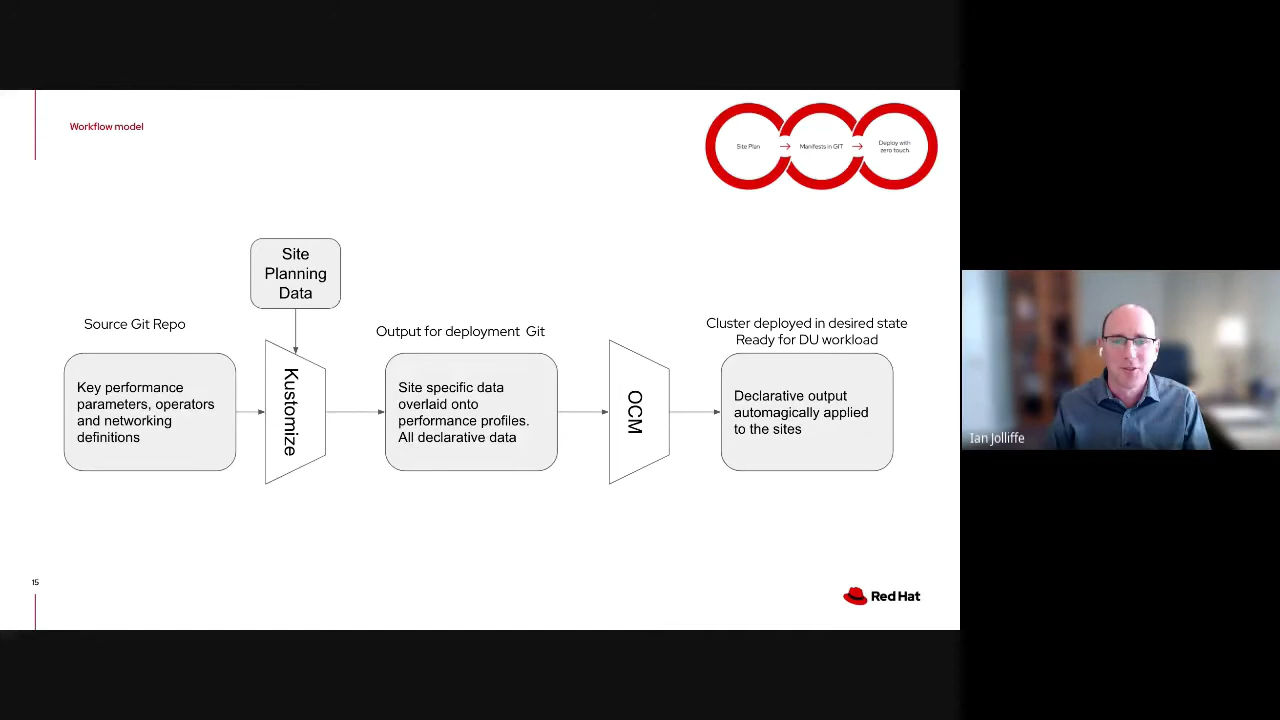 Workflow model
Site Plan
Manifests in GIT
Deploy with
zero touch
Site
Planning
Data
Source Git Repo
Output for deployment Git
Cluster deployed in desired state
Ready for DU workload
Key performance
parameters, operators
and networking
definitions
Kustomize
Site specific data
overlaid onto
performance profiles.
All declarative data
OCM
Declarative output
automagically applied
to the sites
Ian Jolliffe
15
Red Hat